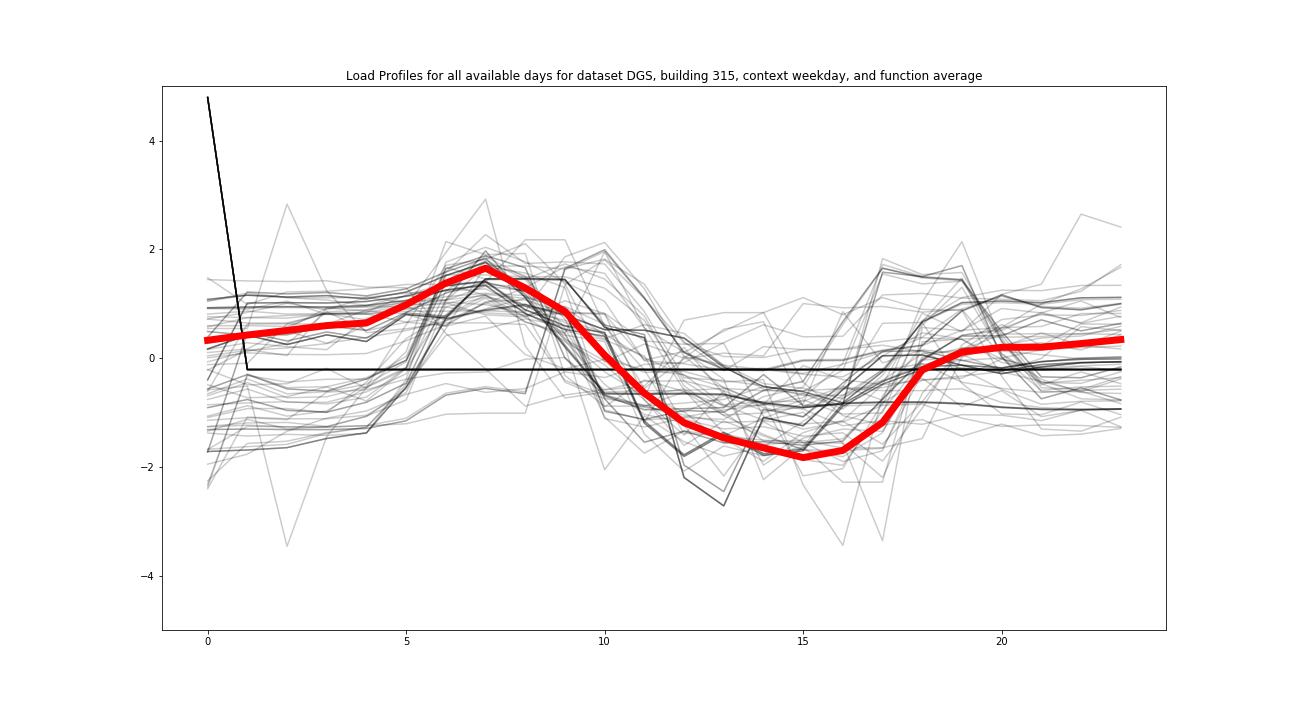 Load Profiles for all available days for dataset DGS, building 315, context weekday, and function average
4
2
0
−2
−4
0 5 10 15 20